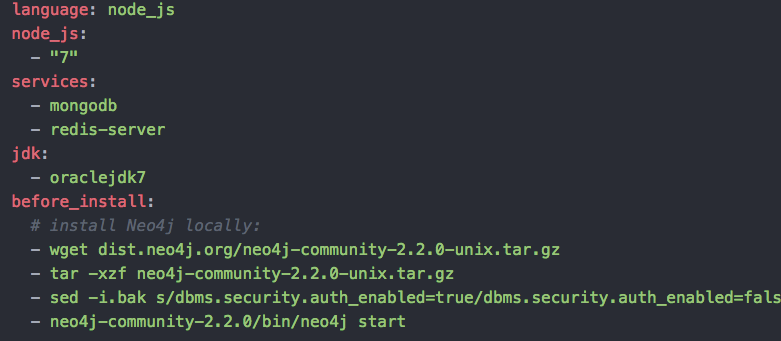 language: node_js
node_js:
  - "7"
services:
  - mongodb
  - redis-server
jdk:
  - oraclejdk7
before_install:
  # install Neo4j locally:
  - wget dist.neo4j.org/neo4j-community-2.2.0-unix.tar.gz
  - tar -xzf neo4j-community-2.2.0-unix.tar.gz
  - sed -i.bak s/dbms.security.auth_enabled=true/dbms.security.auth_enabled=fals
  - neo4j-community-2.2.0/bin/neo4j start